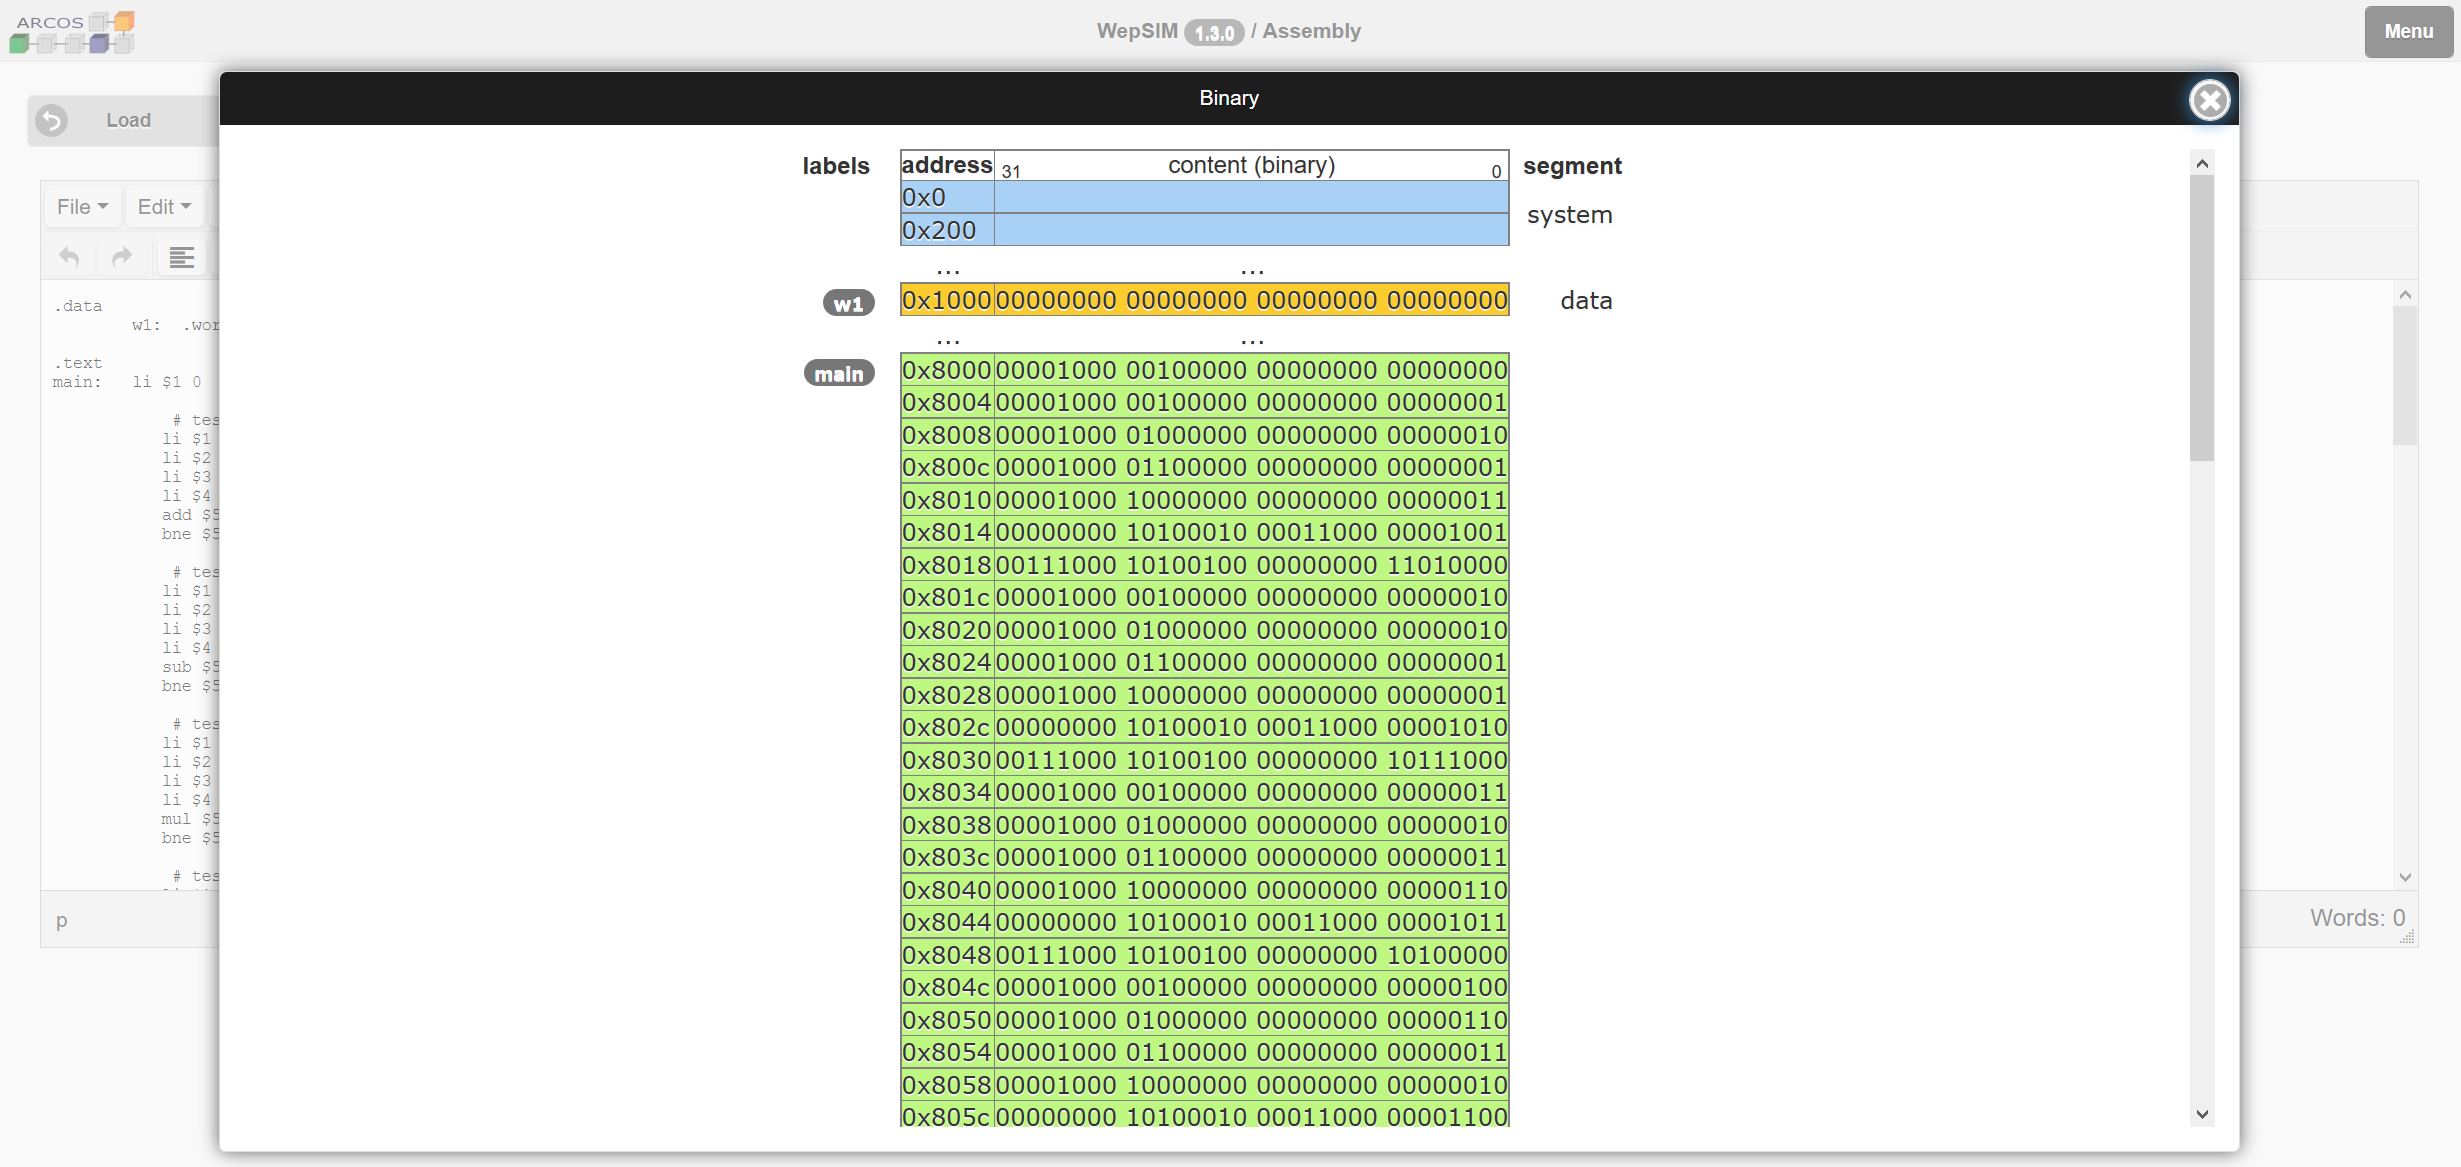 ARCOS
WepSIM 1.3.0 / Assembly
Menu
Load
Binary
File
Edit
labels address 31 content (binary) 0 segment
0x0
0x200
system
... ...
w1 0x1000 00000000 00000000 00000000 00000000 data
... ...
main 0x8000 00001000 00100000 00000000 00000000
0x8004 00001000 00100000 00000000 00000001
0x8008 00001000 01000000 00000000 00000010
0x800c 00001000 01100000 00000000 00000001
0x8010 00001000 10000000 00000000 00000011
0x8014 00000000 10100010 00011000 00001001
0x8018 00111000 10100100 00000000 11010000
0x801c 00001000 00100000 00000000 00000010
0x8020 00001000 01000000 00000000 00000010
0x8024 00001000 01100000 00000000 00000001
0x8028 00001000 10000000 00000000 00000001
0x802c 00000000 10100010 00011000 00001010
0x8030 00111000 10100100 00000000 10111000
0x8034 00001000 00100000 00000000 00000011
0x8038 00001000 01000000 00000000 00000010
0x803c 00001000 01100000 00000000 00000011
0x8040 00001000 10000000 00000000 00000110
0x8044 00000000 10100010 00011000 00001011
0x8048 00111000 10100100 00000000 10100000
0x804c 00001000 00100000 00000000 00000100
0x8050 00001000 01000000 00000000 00000110
0x8054 00001000 01100000 00000000 00000011
0x8058 00001000 10000000 00000000 00000010
0x805c 00000000 10100010 00011000 00001100
.data
w1: .wor
.text
main: li $1 0
# tes
li $1
li $2
li $3
li $4
add $5
bne $5
# tes
li $1
li $2
li $3
li $4
sub $5
bne $5
# tes
li $1
li $2
li $3
li $4
mul $5
bne $5
# tes
p
Words: 0